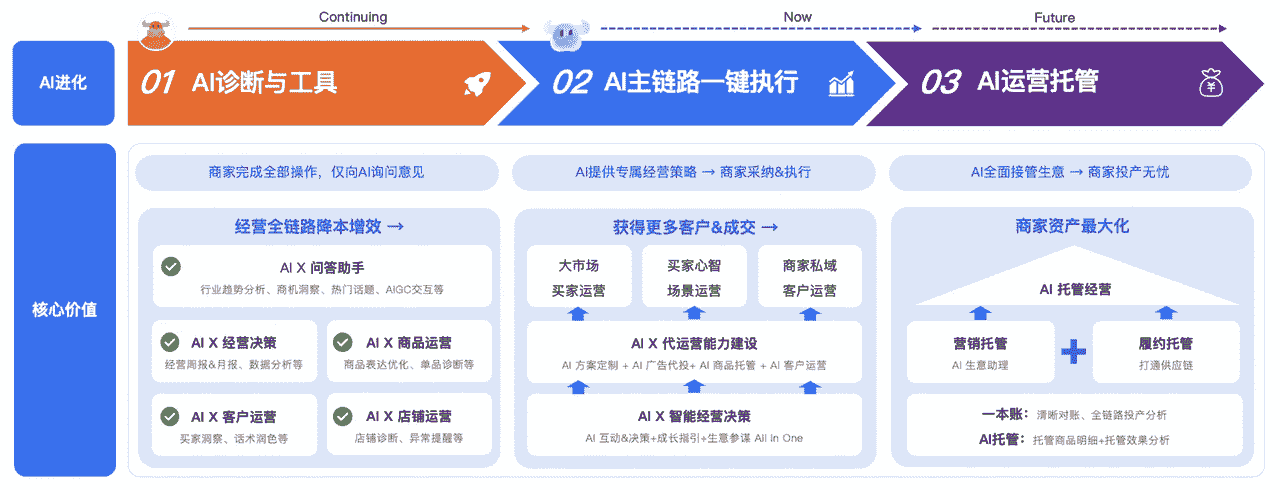 Continuing
Now
Future
AI进化
01 AI诊断与工具
02 AI主链路一键执行
03 AI运营托管
¥
核心价值
商家完成全部操作，仅向AI询问意见
经营全链路降本增效 →
AI X 问答助手
行业趋势分析、商机洞察、热门话题、AIGC交互等
AI X 经营决策
经营周报&月报、数据分析等
AI X 商品运营
商品表达优化、单品诊断等
AI X 客户运营
买家洞察、话术润色等
AI X 店铺运营
店铺诊断、异常提醒等
AI提供专属经营策略 → 商家采纳&执行
获得更多客户&成交 →
大市场
买家运营
买家心智
场景运营
商家私域
客户运营
AI X 代运营能力建设
AI 方案定制 + AI 广告代投+ AI 商品托管 + AI 客户运营
AI X 智能经营决策
AI 互动&决策+成长指引+生意参谋 All in One
AI全面接管生意 → 商家投产无忧
商家资产最大化
AI 托管经营
营销托管
AI 生意助理
+
履约托管
打通供应链
一本账：清晰对账、全链路投产分析
AI托管：托管商品明细+托管效果分析